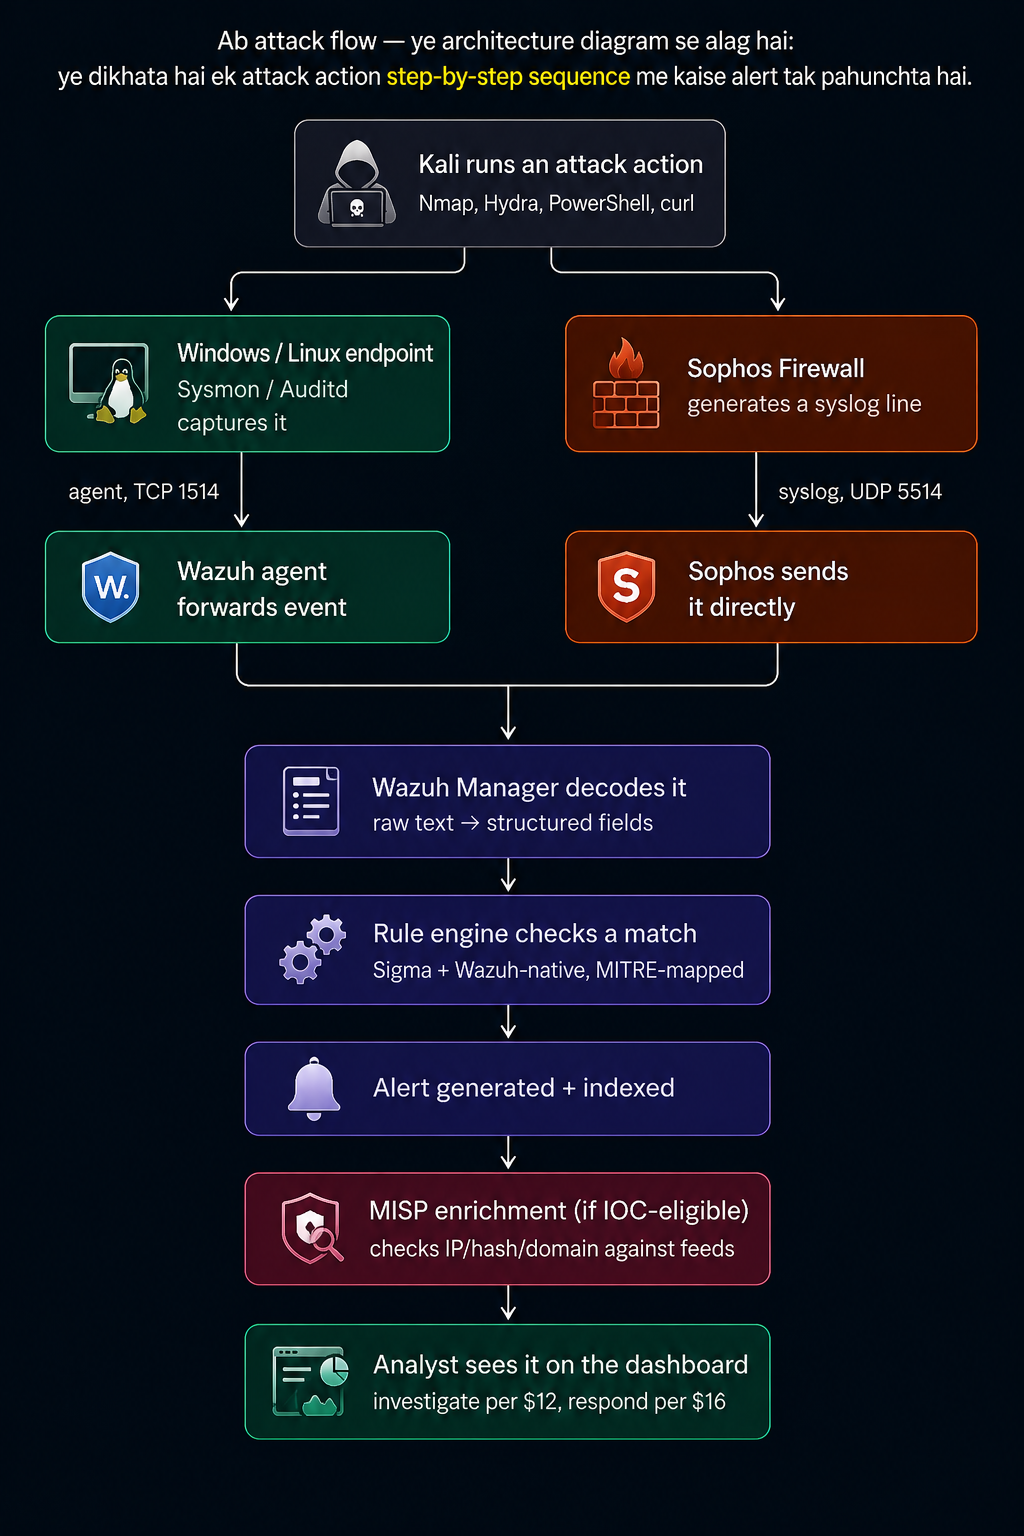 Ab attack flow — ye architecture diagram se alag hai:
ye dikhata hai ek attack action step-by-step sequence me kaise alert tak pahunchta hai.
Kali runs an attack action
Nmap, Hydra, PowerShell, curl
Windows / Linux endpoint
Sysmon / Auditd
captures it
Sophos Firewall
generates a syslog line
agent, TCP 1514
syslog, UDP 5514
W.
Wazuh agent
forwards event
S
Sophos sends
it directly
Wazuh Manager decodes it
raw text → structured fields
Rule engine checks a match
Sigma + Wazuh-native, MITRE-mapped
Alert generated + indexed
MISP enrichment (if IOC-eligible)
checks IP/hash/domain against feeds
Analyst sees it on the dashboard
investigate per $12, respond per $16